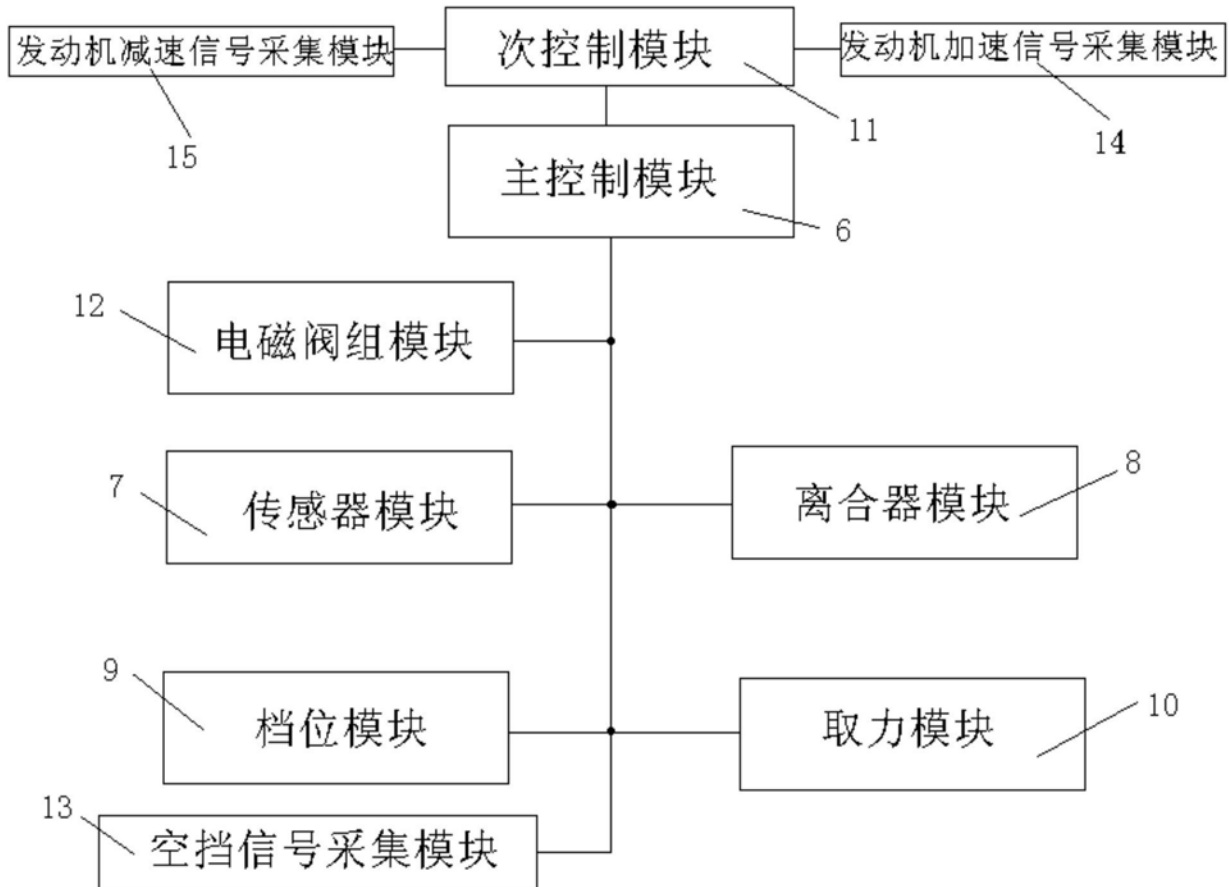 发动机减速信号采集模块
次控制模块
发动机加速信号采集模块
15
11
14
主控制模块
6
12
电磁阀组模块
7
传感器模块
8
离合器模块
9
档位模块
10
取力模块
13
空挡信号采集模块